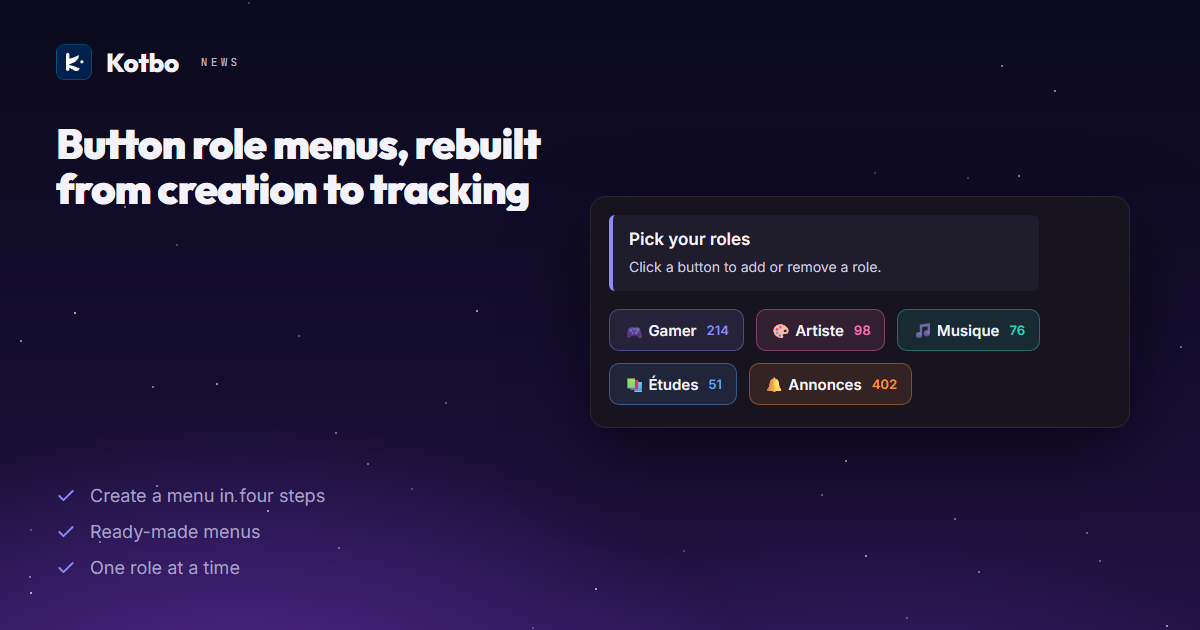 Kotbo NEWS
Button role menus, rebuilt
from creation to tracking
Pick your roles
Click a button to add or remove a role.
🎮 Gamer 214 🎨 Artiste 98 🎵 Musique 76
📚 Études 51 🔔 Annonces 402
Create a menu in four steps
Ready-made menus
One role at a time